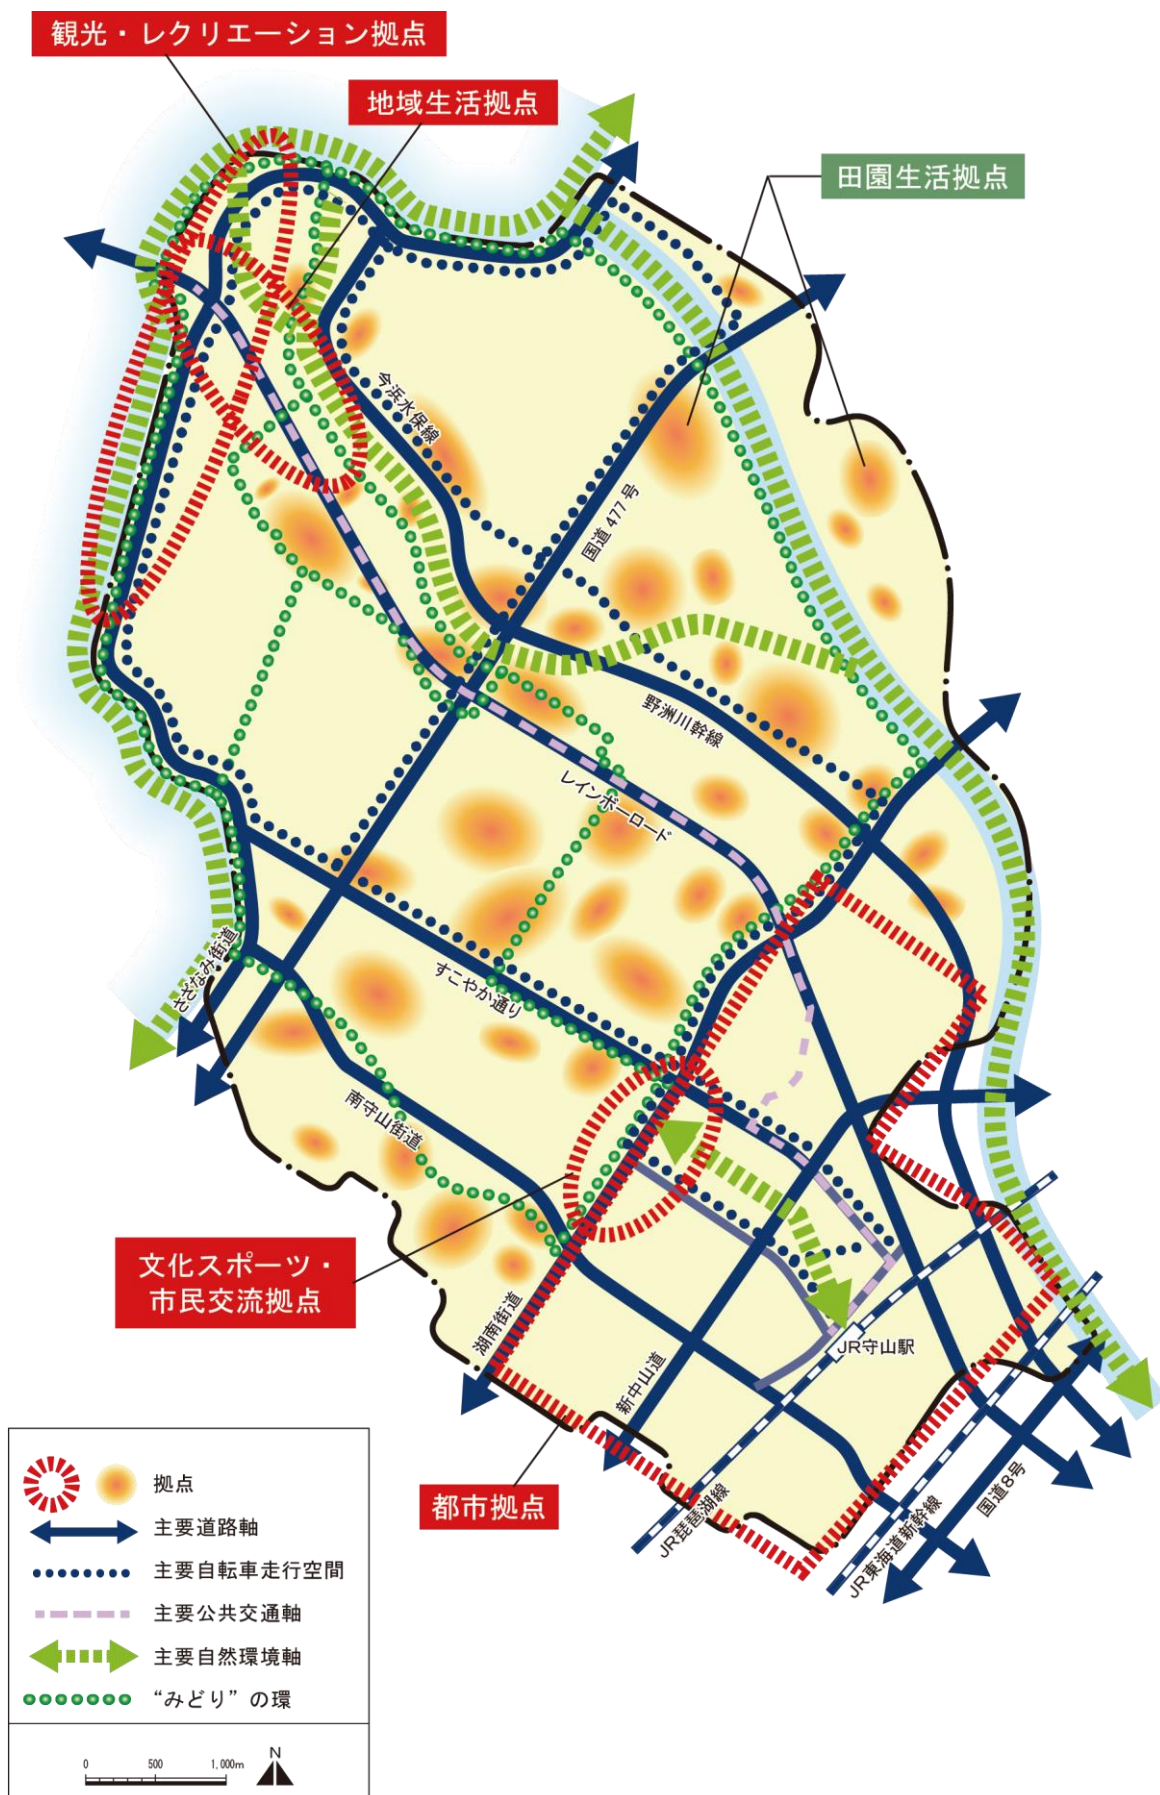 観光・レクリエーション拠点
地域生活拠点
田園生活拠点
今浜水保線
国道477号
野洲川幹線
レインボーロード
さざなみ街道
すこやか通り
南守山街道
文化スポーツ・
市民交流拠点
湖南街道
新中山道
JR守山駅
都市拠点
JR琵琶湖線
JR東海道新幹線
国道8号
拠点
主要道路軸
主要自転車走行空間
主要公共交通軸
主要自然環境軸
“みどり”の環
0 500 1,000m
N